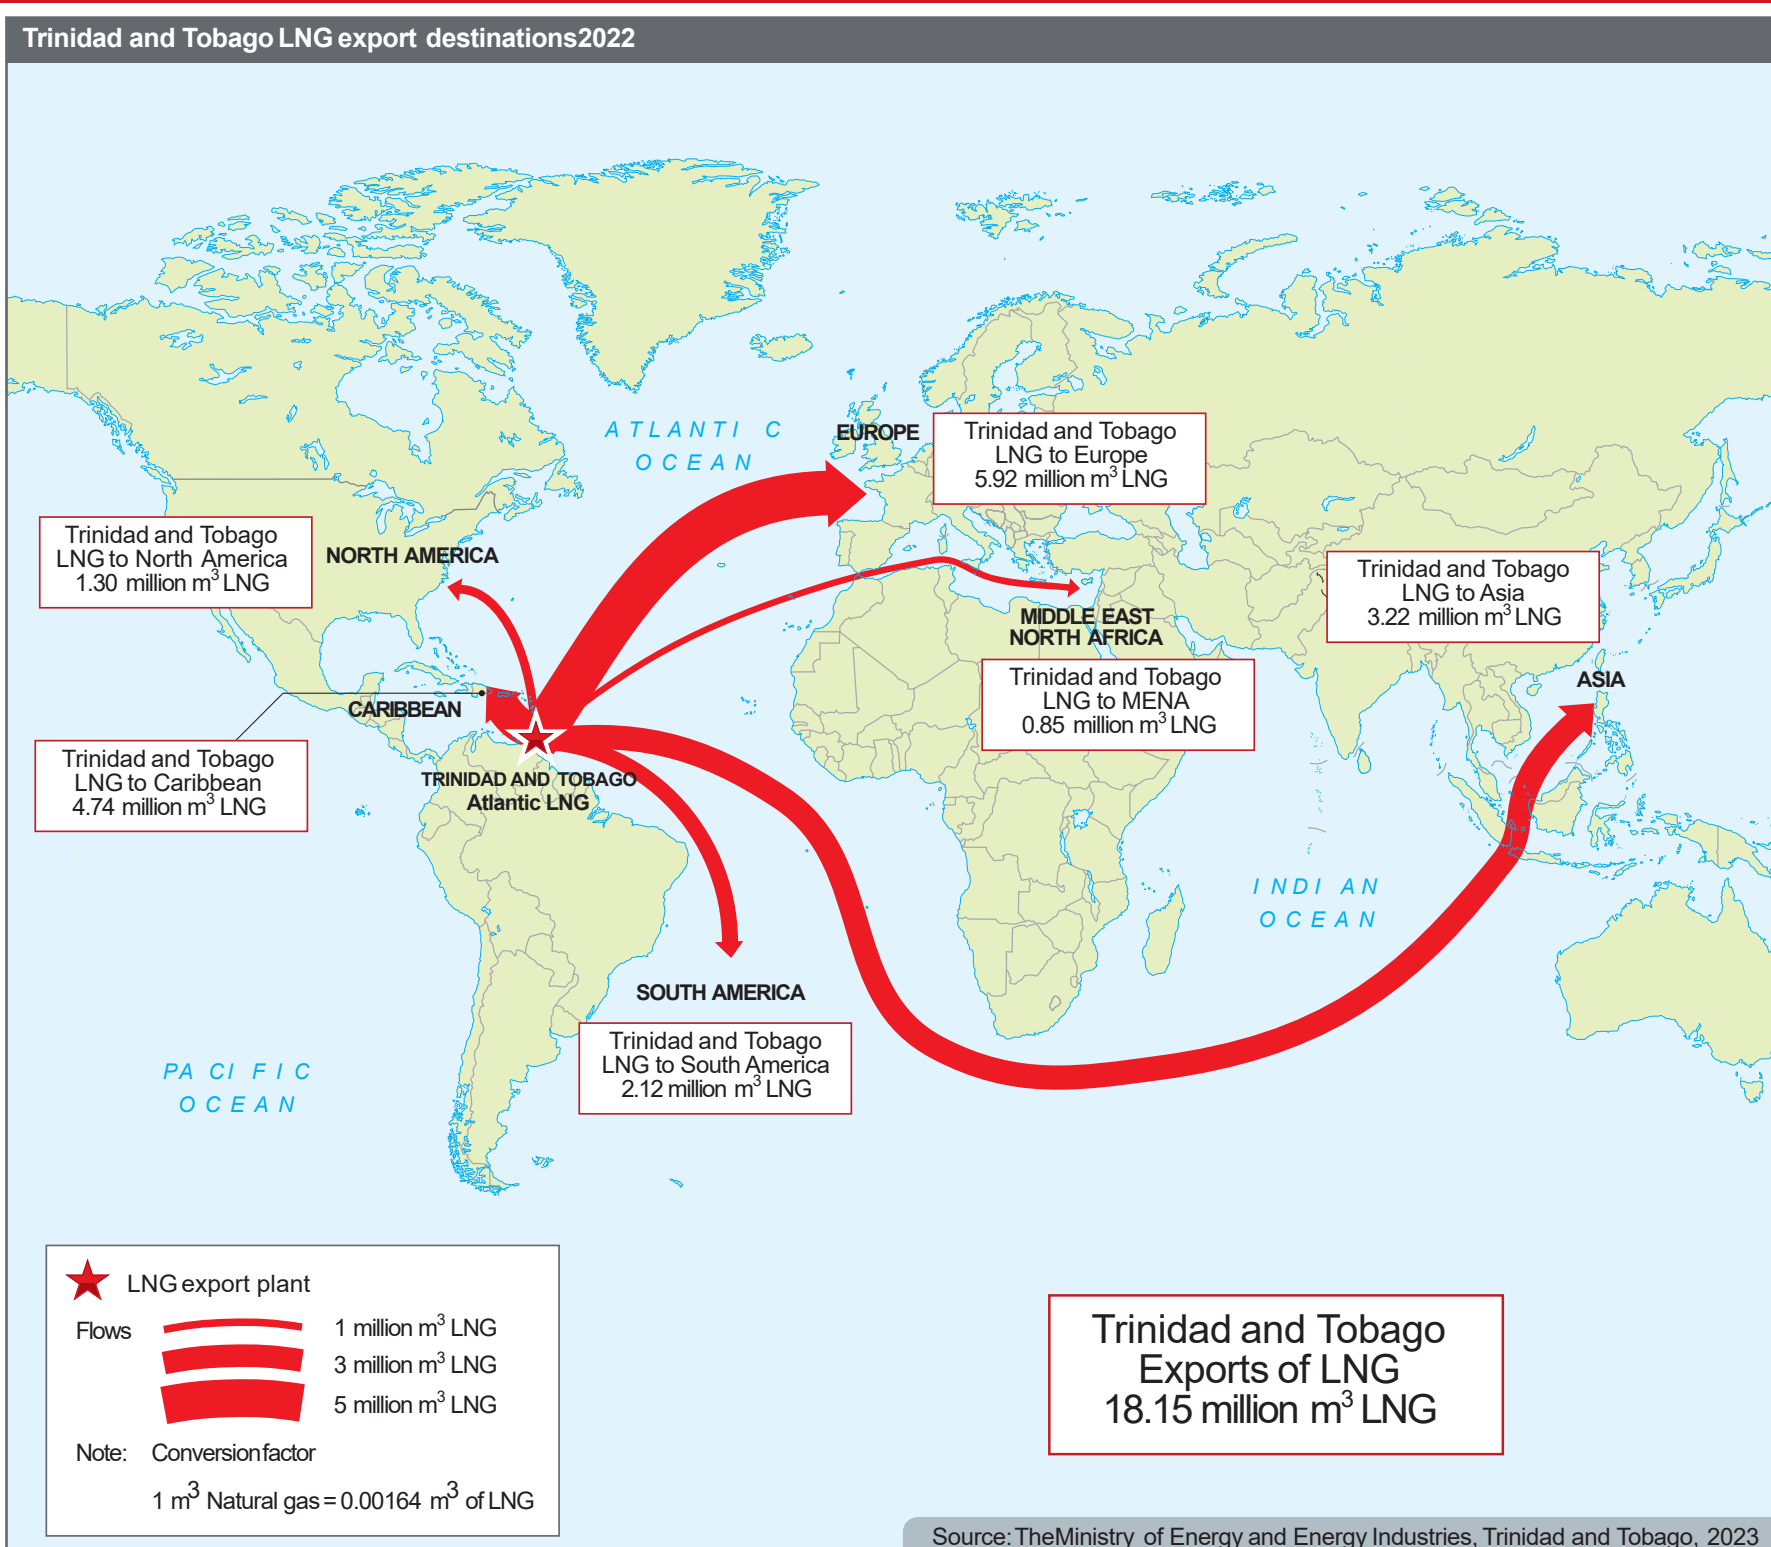 Trinidad and Tobago LNG export destinations2022
ATLANTI C
OCEAN
EUROPE
Trinidad and Tobago
LNG to Europe
5.92 million m³ LNG
Trinidad and Tobago
LNG to North America
1.30 million m³ LNG
NORTH AMERICA
Trinidad and Tobago
LNG to Asia
3.22 million m³ LNG
MIDDLE EAST
NORTH AFRICA
Trinidad and Tobago
LNG to MENA
0.85 million m³ LNG
ASIA
CARIBBEAN
Trinidad and Tobago
LNG to Caribbean
4.74 million m³ LNG
TRINIDAD AND TOBAGO
Atlantic LNG
INDI AN
OCEAN
SOUTH AMERICA
Trinidad and Tobago
LNG to South America
2.12 million m³ LNG
PA CI F I C
OCEAN
LNG export plant
Flows
1 million m³ LNG
3 million m³ LNG
5 million m³ LNG
Note: Conversion factor
1 m³ Natural gas = 0.00164 m³ of LNG
Trinidad and Tobago
Exports of LNG
18.15 million m³ LNG
Source: TheMinistry of Energy and Energy Industries, Trinidad and Tobago, 2023